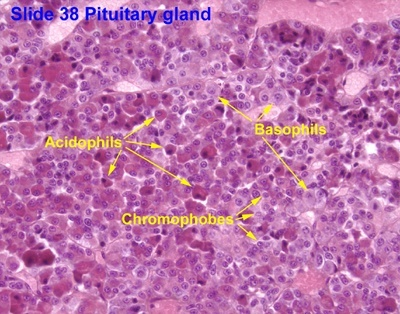 Slide 38 Pituitary gland
Basophils
Acidophils
Chromophobes